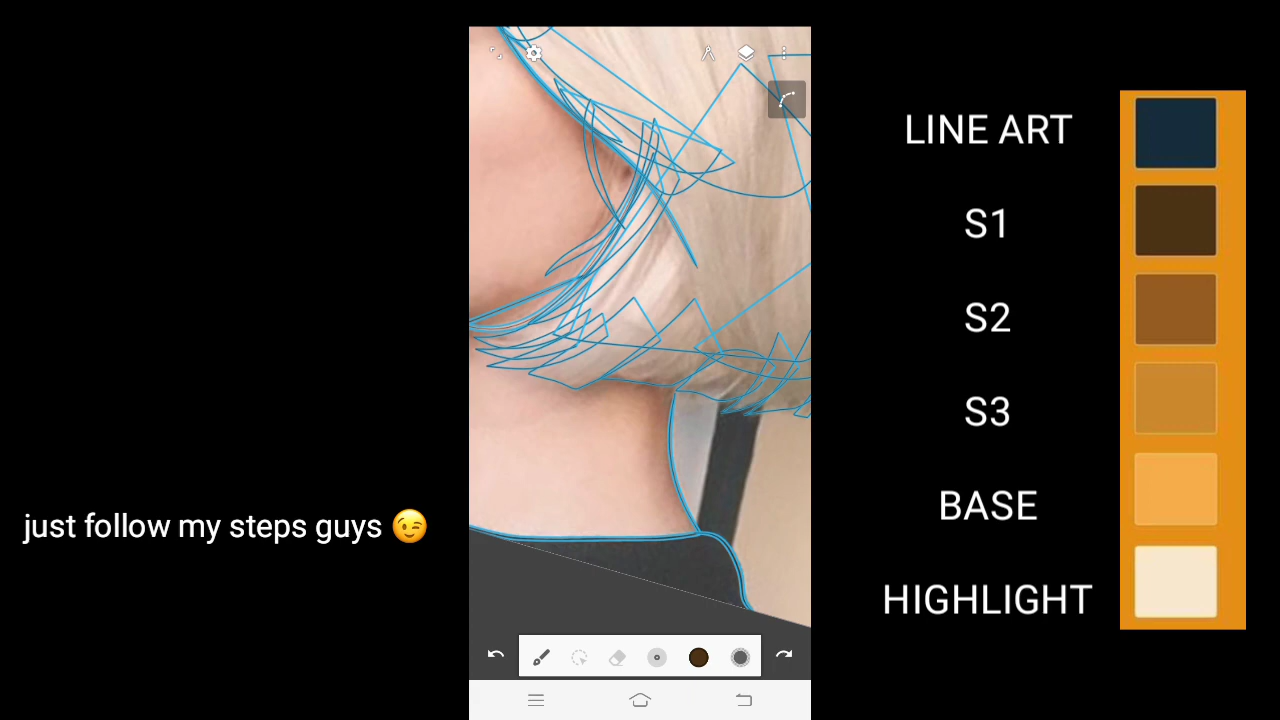 just follow my steps guys 😉
LINE ART
S1
S2
S3
BASE
HIGHLIGHT